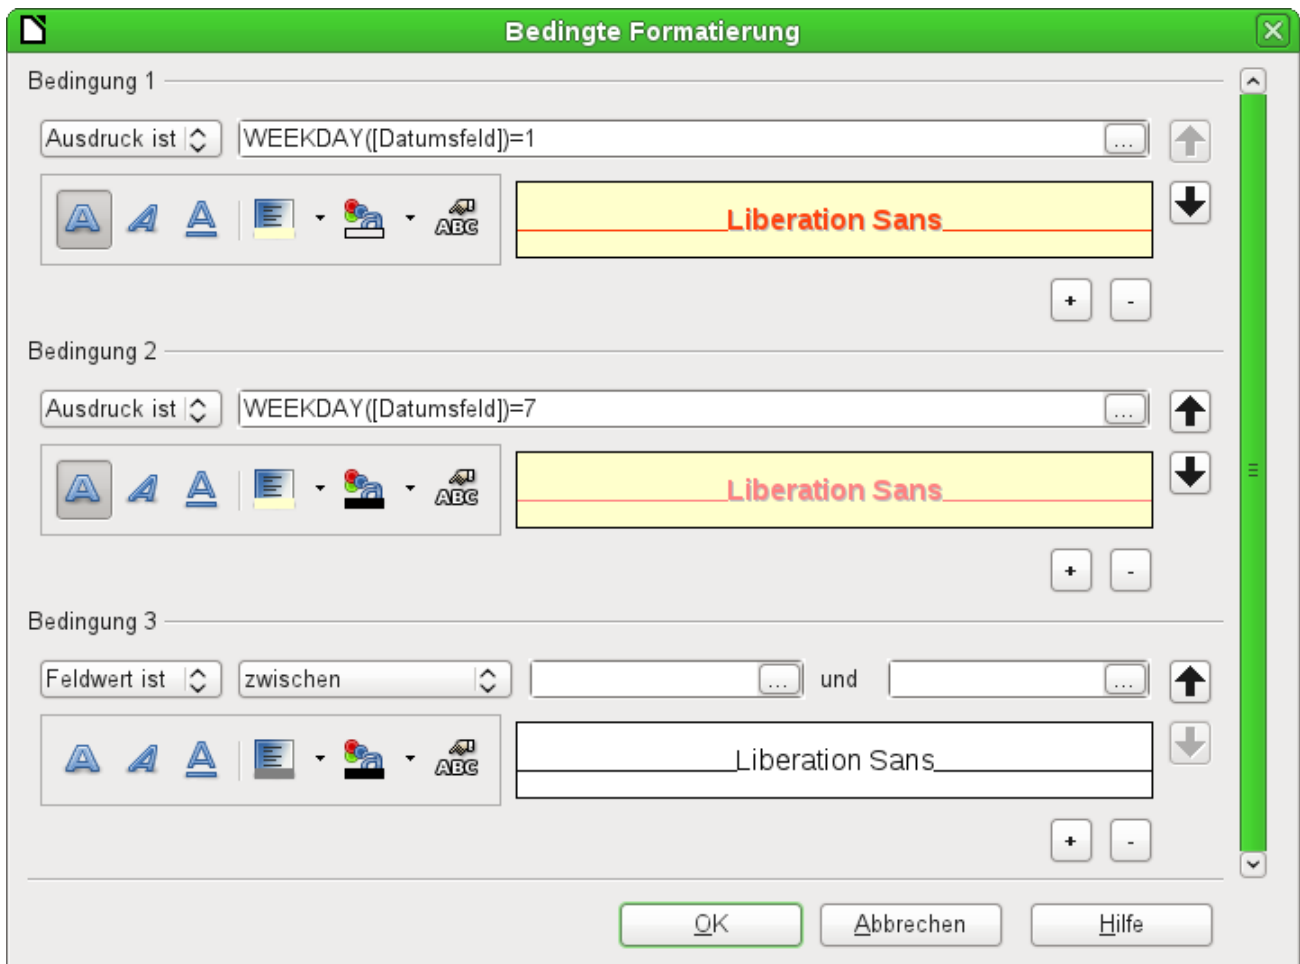 Bedingte Formatierung
Bedingung 1
Ausdruck ist WEEKDAY([Datumsfeld])=1 ...
A A A ABC Liberation Sans
+ -
Bedingung 2
Ausdruck ist WEEKDAY([Datumsfeld])=7 ...
A A A ABC Liberation Sans
+ -
Bedingung 3
Feldwert ist zwischen ... und ...
A A A ABC Liberation Sans
+ -
OK Abbrechen Hilfe